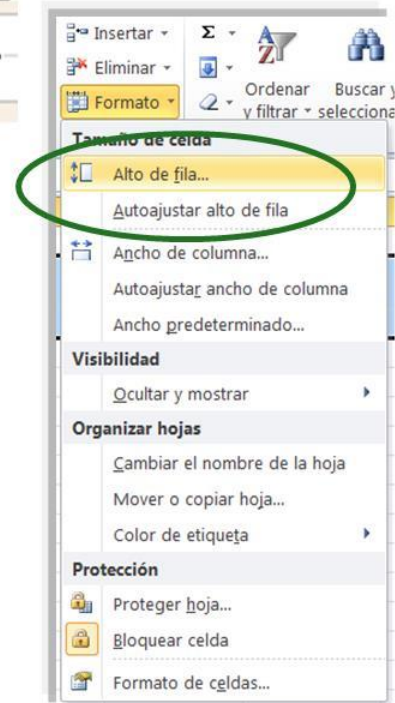 Insertar
Σ
Eliminar
Formato
AZ
Ordenar
y filtrar
Buscar y
Tamaño de celda
Alto de fila...
Autoajustar alto de fila
Ancho de columna...
Autoajustar ancho de columna
Ancho predeterminado...
Visibilidad
Ocultar y mostrar
Organizar hojas
Cambiar el nombre de la hoja
Mover o copiar hoja...
Color de etiqueta
Protección
Proteger hoja...
Bloquear celda
Formato de celdas...